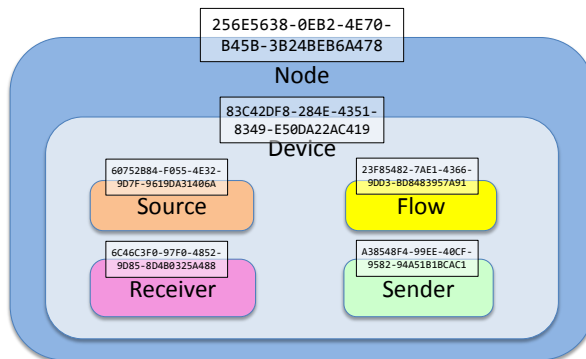 256E5638-0EB2-4E70-
B45B-3B24BEB6A478
Node
83C42DF8-284E-4351-
8349-E50DA22AC419
Device
60752B84-F055-4E32-
9D7F-9619DA31406A
Source
23F85482-7AE1-4366-
9DD3-BD8483957A91
Flow
6C46C3F0-97F0-4852-
9D85-8D4B0325A488
Receiver
A38548F4-99EE-40CF-
9582-94A51B1BCAC1
Sender